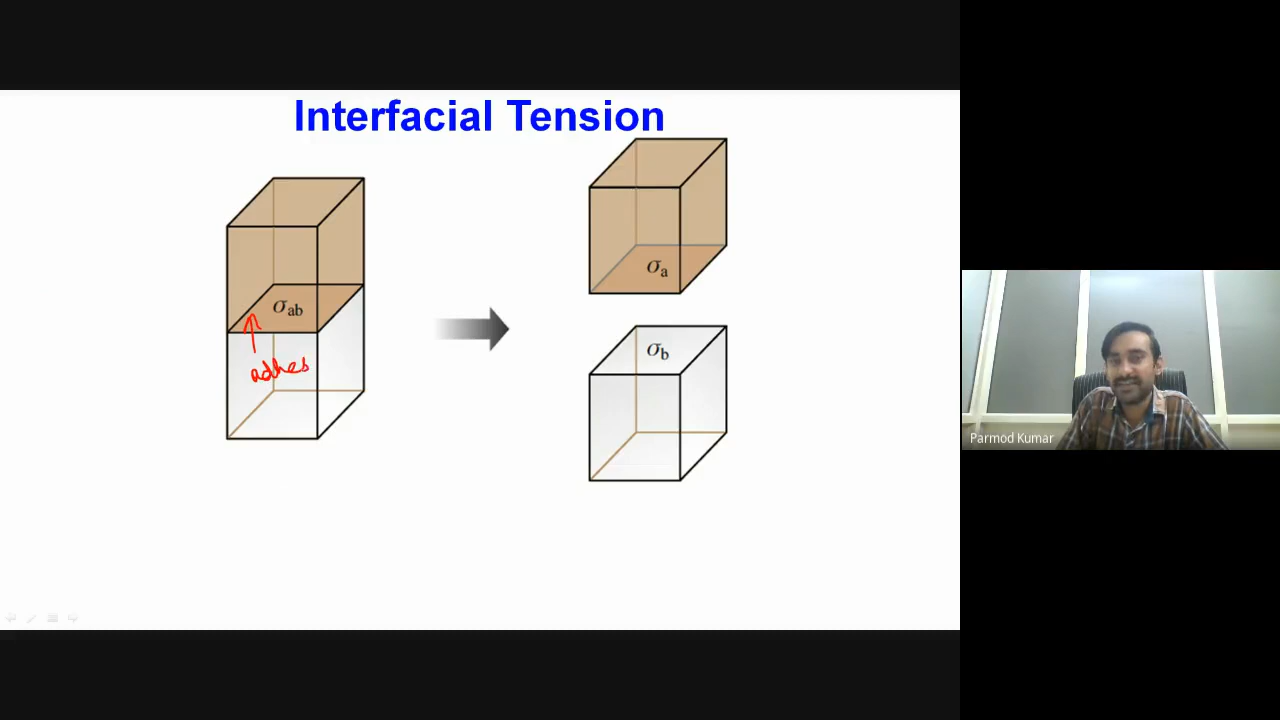 Interfacial Tension
σab
adhes
σa
σb
Parmod Kumar